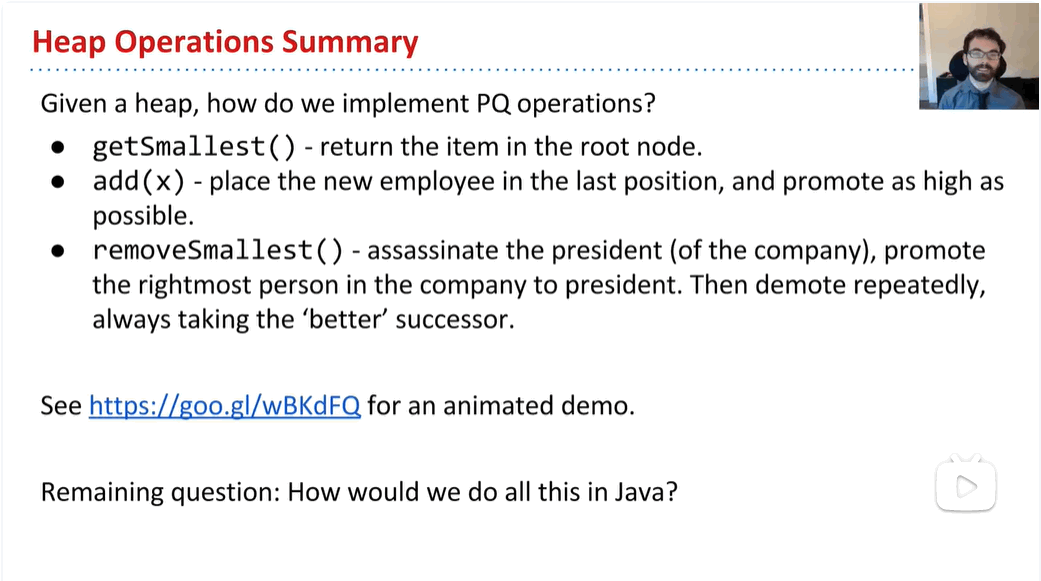 Heap Operations Summary
Given a heap, how do we implement PQ operations?
● getSmallest() - return the item in the root node.
● add(x) - place the new employee in the last position, and promote as high as
possible.
● removeSmallest() - assassinate the president (of the company), promote
the rightmost person in the company to president. Then demote repeatedly,
always taking the ‘better’ successor.
See https://goo.gl/wBKdFQ for an animated demo.
Remaining question: How would we do all this in Java?